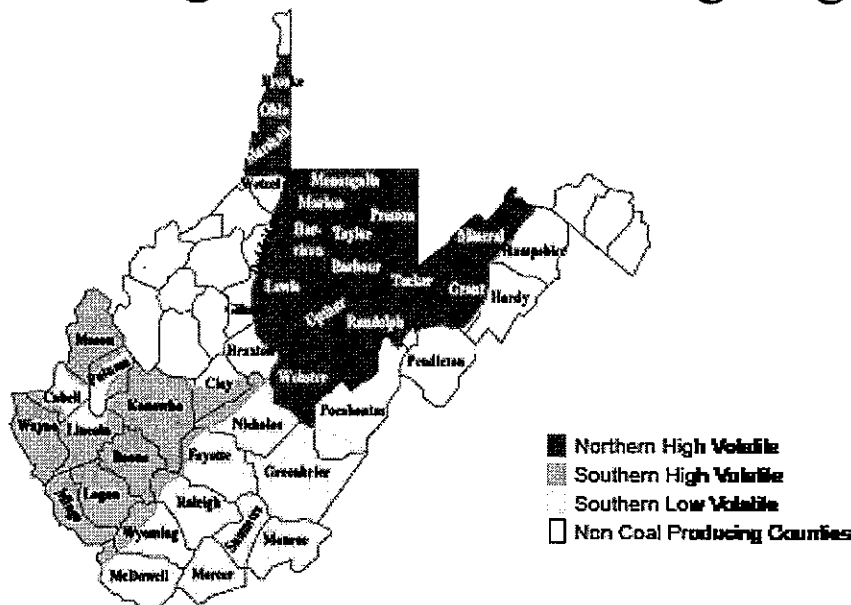 Brooke
Ohio
Marshall
Wetzel
Monongalia
Marion
Preston
Har-
rison
Taylor
Mineral
Hampshire
Barbour
Tucker
Grant
Hardy
Lewis
Upshur
Randolph
Mason
Braxton
Pendleton
Putnam
Clay
Webster
Cabell
Kanawha
Pocahontas
Wayne
Lincoln
Nicholas
Boone
Fayette
Greenbrier
Mingo
Logan
Raleigh
Wyoming
Summers
Monroe
McDowell
Mercer
Northern High Volatile
Southern High Volatile
Southern Low Volatile
Non Coal Producing Counties